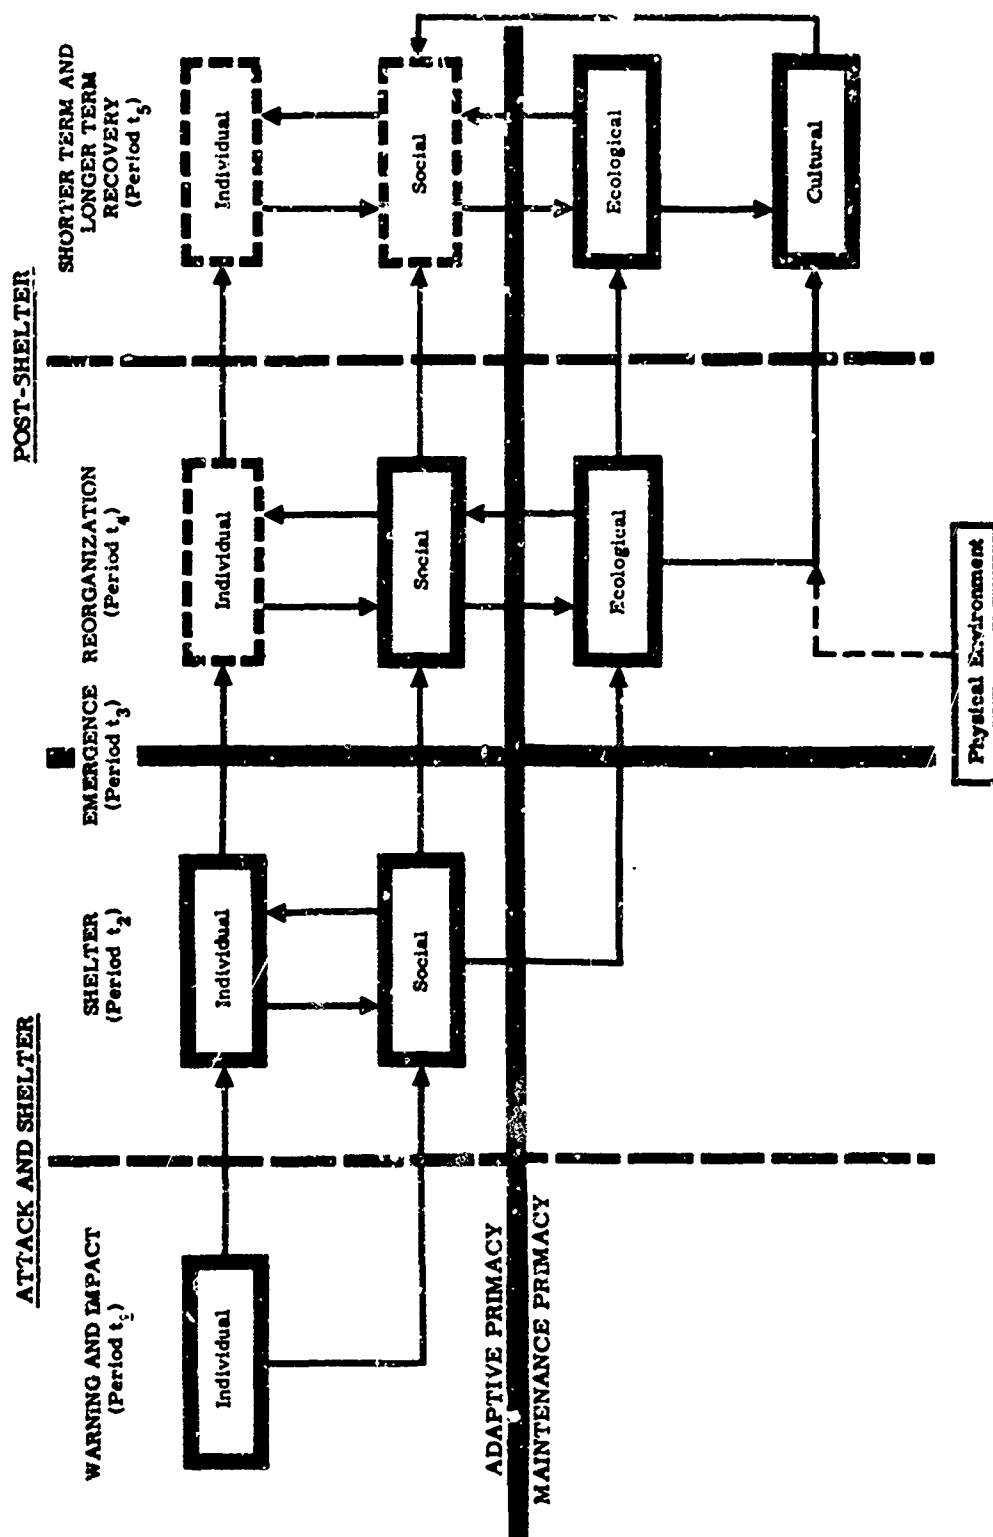 ATTACK AND SHELTER
POST-SHELTER
WARNING AND IMPACT
(Period t
SHELTER
(Period t2)
EMERGENCE
(Period t3)
REORGANIZATION
(Period t4)
SHORTER TERM AND
LONGER TERM
RECOVERY
(Period t5)
Individual
Individual
Individual
Individual
Social
Social
Social
ADAPTIVE PRIMACY
MAINTENANCE PRIMACY
Ecological
Ecological
Cultural
Physical Environment